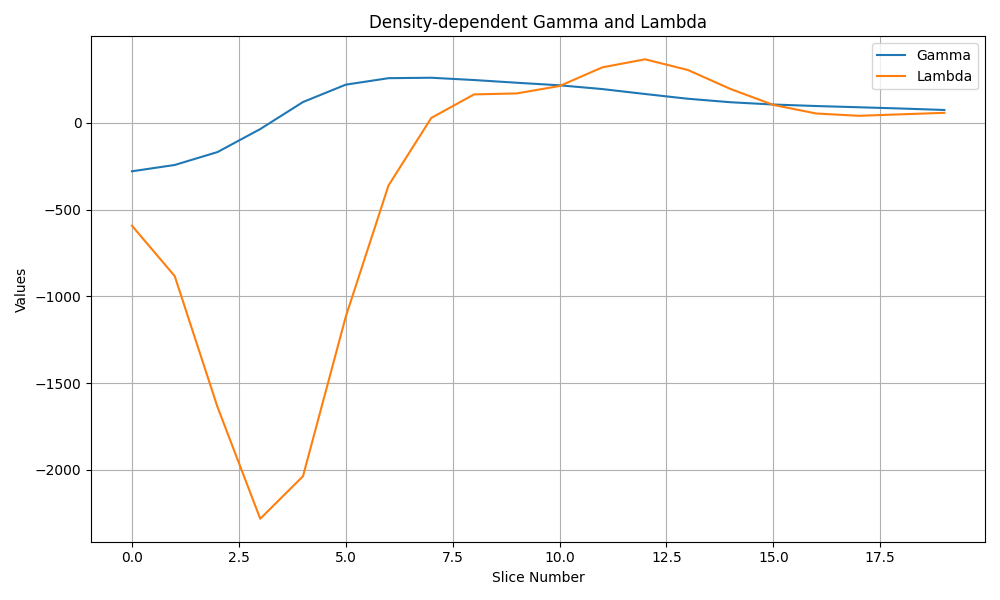 Density-dependent Gamma and Lambda
Gamma
Lambda
Values
0
−500
−1000
−1500
−2000
0.0 2.5 5.0 7.5 10.0 12.5 15.0 17.5
Slice Number